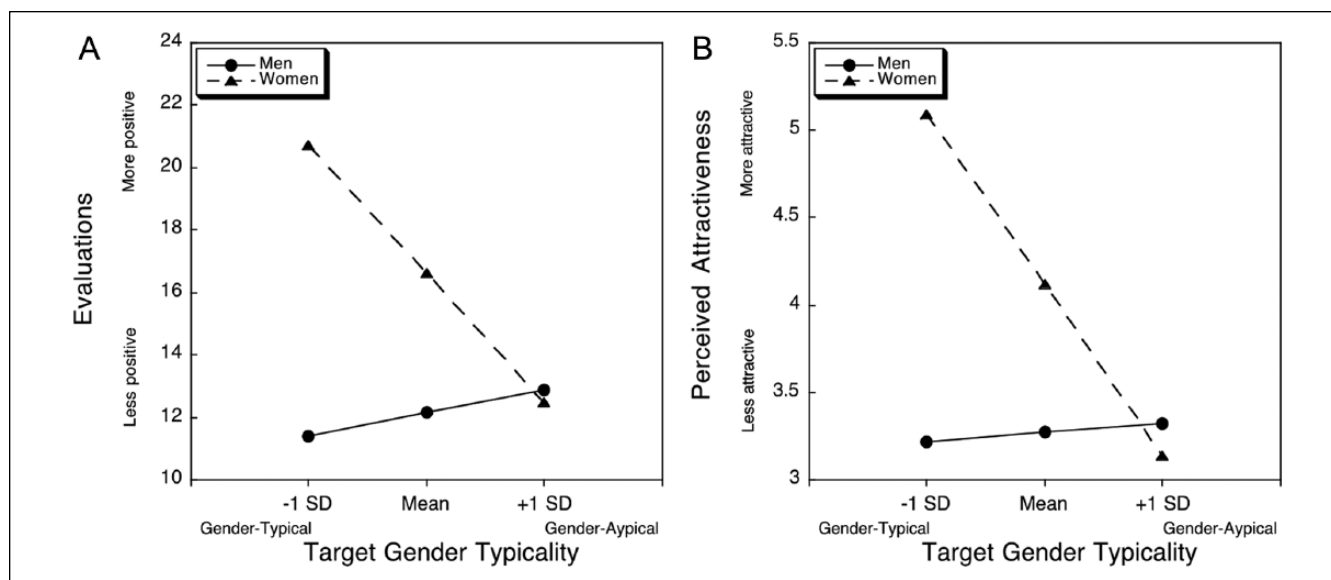 A
24
22
20
18
16
14
12
10
Men
Women
Evaluations
More positive
Less positive
-1 SD
Mean
+1 SD
Gender-Typical
Gender-Aypical
Target Gender Typicality
B
5.5
5
4.5
4
3.5
3
Men
Women
Perceived Attractiveness
More attractive
Less attractive
-1 SD
Mean
+1 SD
Gender-Typical
Gender-Aypical
Target Gender Typicality